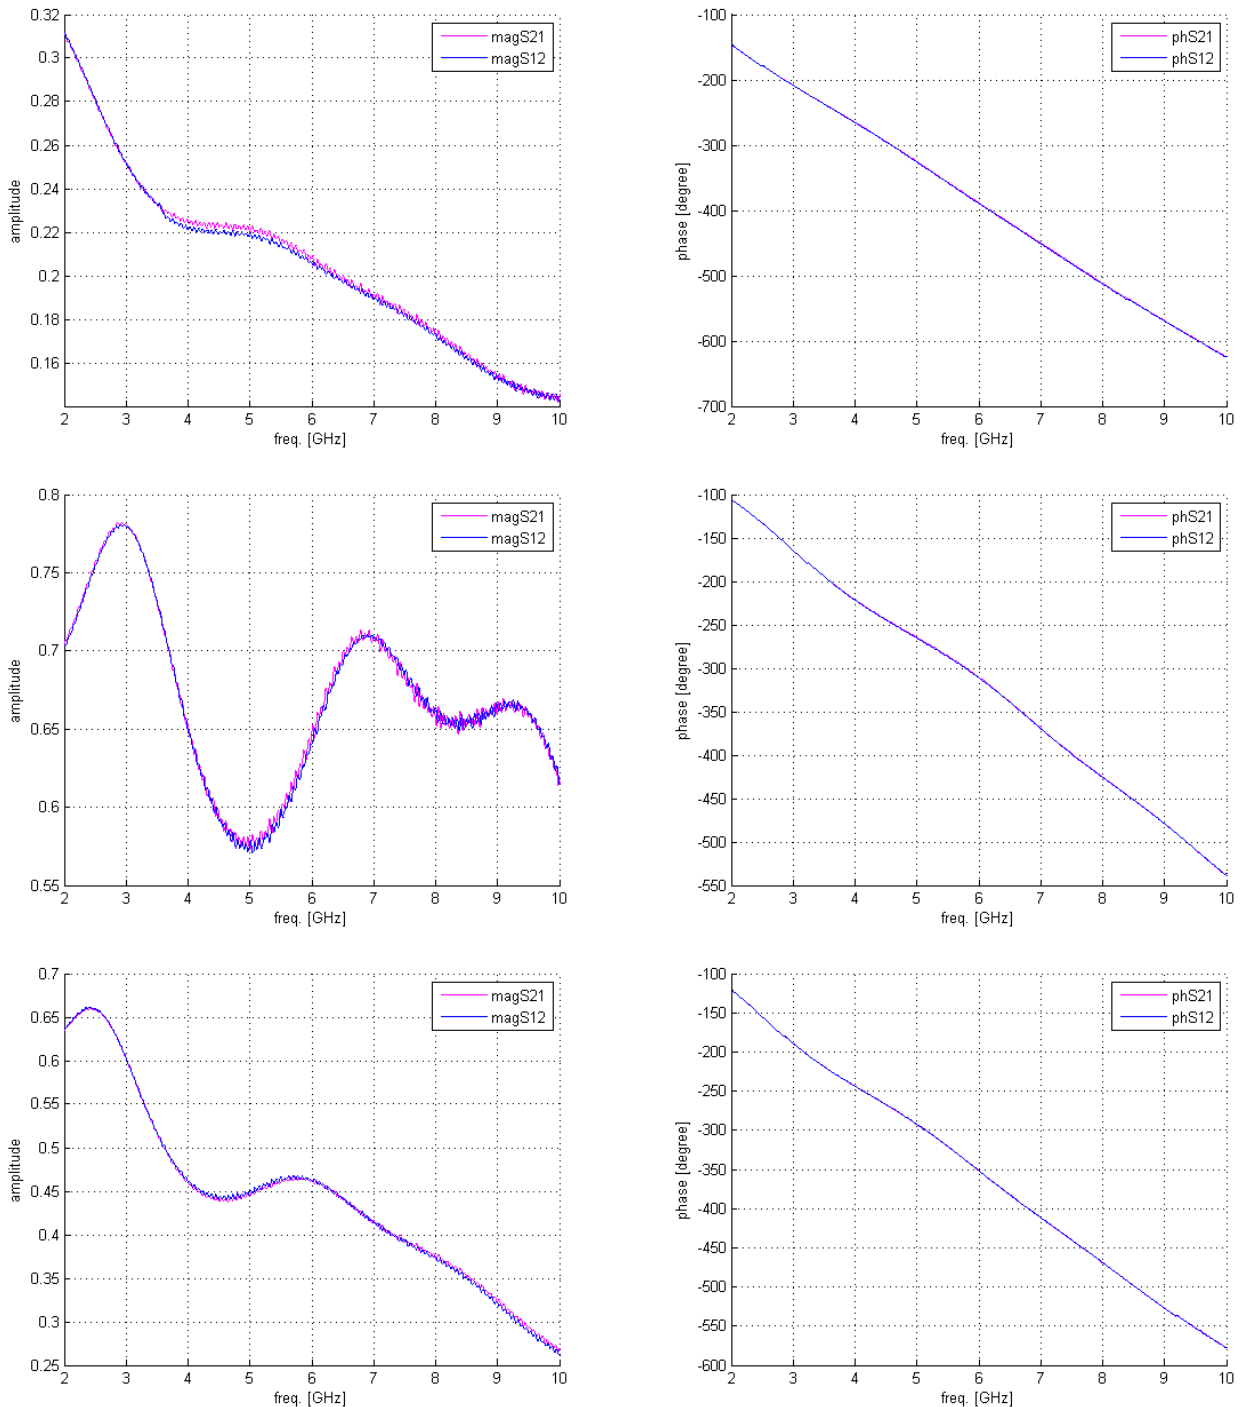 0.32
0.3
0.28
0.26
0.24
0.22
0.2
0.18
0.16
amplitude
magS21
magS12
2 3 4 5 6 7 8 9 10
freq. [GHz]
-100
-200
-300
-400
-500
-600
-700
phase [degree]
phS21
phS12
2 3 4 5 6 7 8 9 10
freq. [GHz]
0.8
0.75
0.7
0.65
0.6
0.55
amplitude
magS21
magS12
2 3 4 5 6 7 8 9 10
freq. [GHz]
-100
-150
-200
-250
-300
-350
-400
-450
-500
-550
phase [degree]
phS21
phS12
2 3 4 5 6 7 8 9 10
freq. [GHz]
0.7
0.65
0.6
0.55
0.5
0.45
0.4
0.35
0.3
0.25
amplitude
magS21
magS12
2 3 4 5 6 7 8 9 10
freq. [GHz]
-100
-150
-200
-250
-300
-350
-400
-450
-500
-550
-600
phase [degree]
phS21
phS12
2 3 4 5 6 7 8 9 10
freq. [GHz]